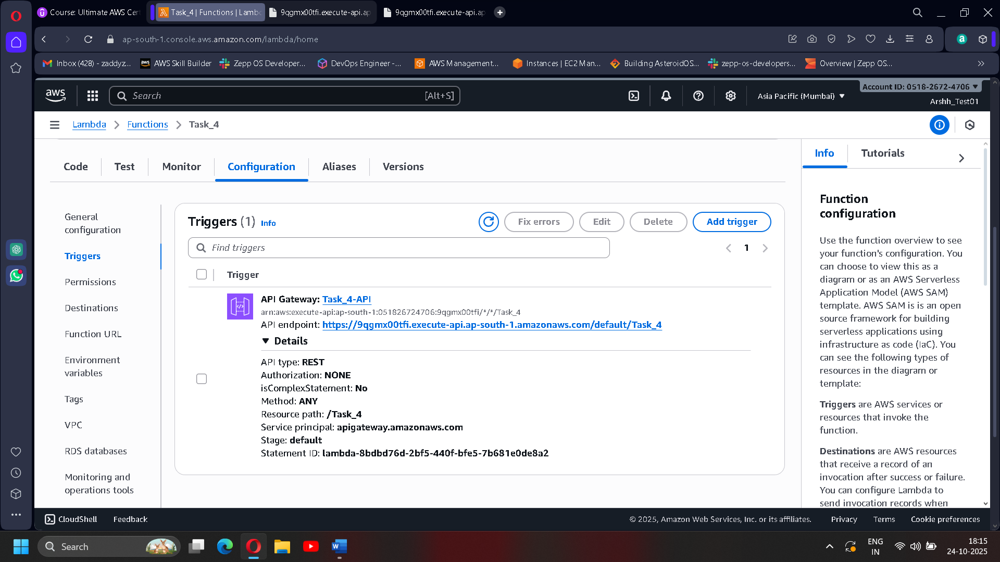 Course: Ultimate AWS Cert
Task_4 | Functions | Lambd
9qgmx00tfi.execute-api.ap
9qgmx00tfi.execute-api.ap
ap-south-1.console.aws.amazon.com/lambda/home
Inbox (428) - zaddyz...
AWS Skill Builder
Zepp OS Developer...
DevOps Engineer -...
AWS Management...
Instances | EC2 Man...
Building AsteroidOS...
zepp-os-developers...
Overview | Zepp OS...
aws
Search
[Alt+S]
Asia Pacific (Mumbai)
Account ID: 0518-2672-4706
Arshh_Test01
Lambda
Functions
Task_4
Code
Test
Monitor
Configuration
Aliases
Versions
General
configuration
Triggers
Permissions
Destinations
Function URL
Environment
variables
Tags
VPC
RDS databases
Monitoring and
operations tools
Triggers (1) Info
Fix errors
Edit
Delete
Add trigger
Find triggers
1
Trigger
API Gateway: Task_4-API
arn:aws:execute-api:ap-south-1:051826724706:9qgmx00tfi/*/*/Task_4
API endpoint: https://9qgmx00tfi.execute-api.ap-south-1.amazonaws.com/default/Task_4
Details
API type: REST
Authorization: NONE
isComplexStatement: No
Method: ANY
Resource path: /Task_4
Service principal: apigateway.amazonaws.com
Stage: default
Statement ID: lambda-8bdbd76d-2bf5-440f-bfe5-7b681e0de8a2
Info
Tutorials
Function
configuration
Use the function overview to see
your function's configuration. You
can choose to view this as a
diagram or as an AWS Serverless
Application Model (AWS SAM)
template. AWS SAM is is an open
source framework for building
serverless applications using
infrastructure as code (IaC). You
can see the following types of
resources in the diagram or
template:
Triggers are AWS services or
resources that invoke the
function.
Destinations are AWS resources
that receive a record of an
invocation after success or failure.
You can configure Lambda to
send invocation records when
CloudShell
Feedback
© 2025, Amazon Web Services, Inc. or its affiliates.
Privacy
Terms
Cookie preferences
Search
ENG
IN
18:15
24-10-2025